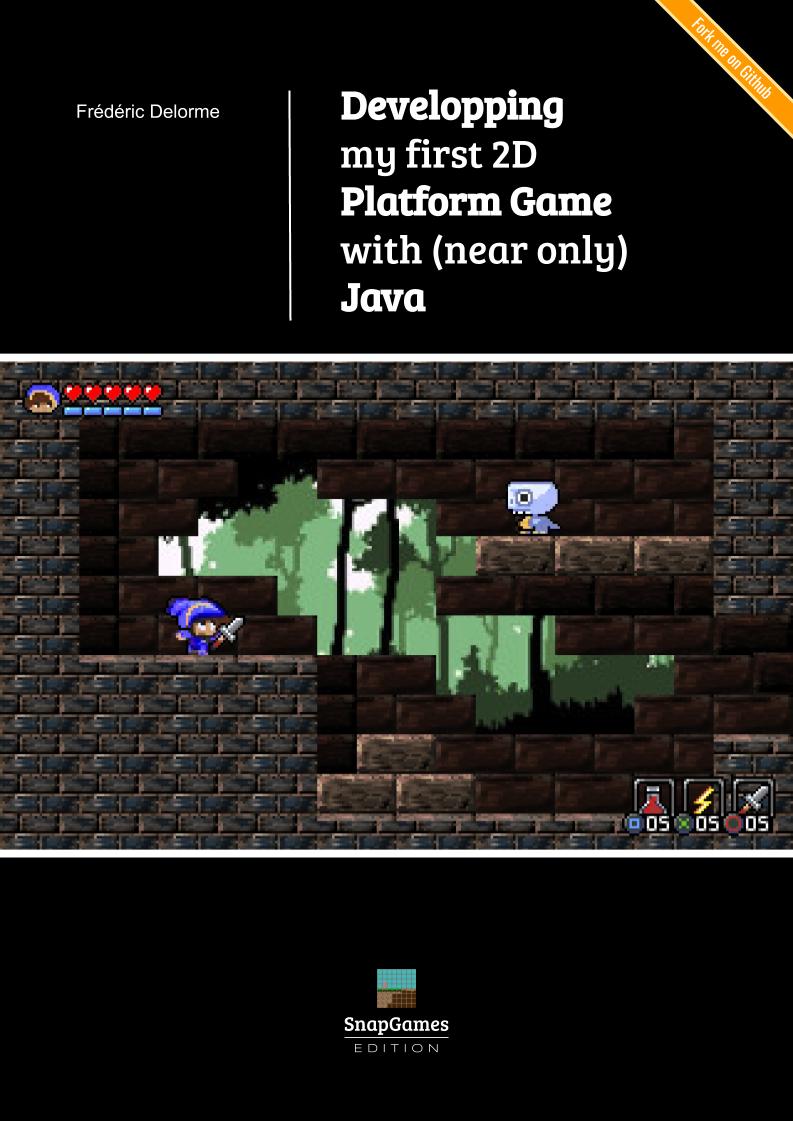 Fork me on Github
Frédéric Delorme
Developping
my first 2D
Platform Game
with (near only)
Java
05 05 05
SnapGames
EDITION